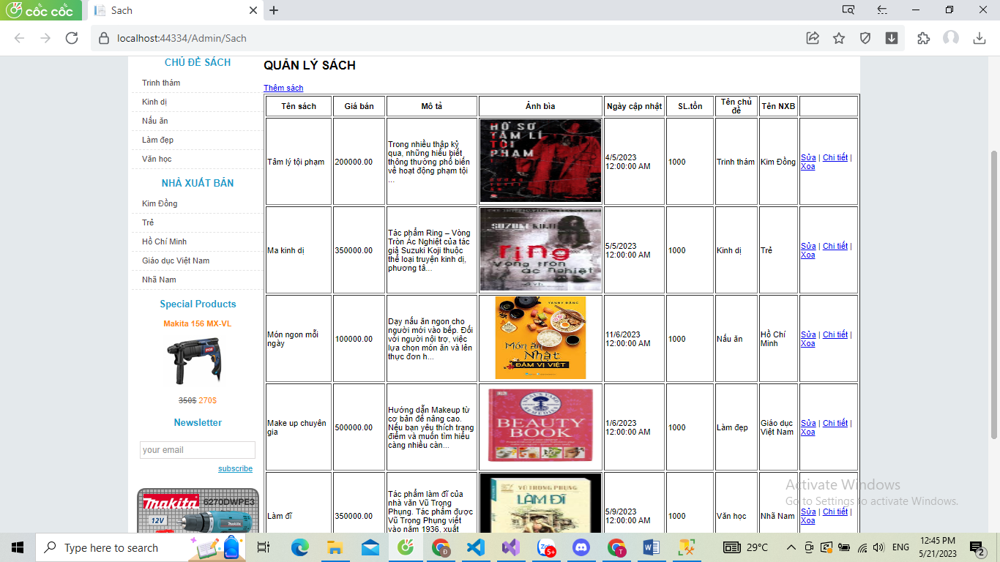 cốc cốc
Sach
localhost:44334/Admin/Sach
CHỦ ĐỀ SÁCH
Trinh thám
Kinh dị
Nấu ăn
Làm đẹp
Văn học
NHÀ XUẤT BẢN
Kim Đồng
Trẻ
Hồ Chí Minh
Giáo dục Việt Nam
Nhã Nam
Special Products
Makita 156 MX-VL
350$ 270$
Newsletter
your email
subscribe
Makita 6270DWPE3
12V
QUẢN LÝ SÁCH
Thêm sách
Tên sách Giá bán Mô tả Ảnh bìa Ngày cập nhật SL.tồn Tên chủ đề Tên NXB
Tâm lý tội phạm
200000.00
Trong nhiều thập kỷ
qua, những hiểu biết
thông thường phổ biến
về hoạt động phạm tội
...
HỒ SƠ
TÂM LÍ
TỘI
PHẠM
4/5/2023
12:00:00 AM
1000
Trinh thám
Kim Đồng
Sửa | Chi tiết |
Xoa
Ma kinh dị
350000.00
Tác phẩm Ring – Vòng
Tròn Ác Nghiệt của tác
giả Suzuki Koji thuộc
thể loại truyện kinh dị,
phương tâ...
SUZUKI KOJI
ring
vòng tròn
ác nghiệt
5/5/2023
12:00:00 AM
1000
Kinh dị
Trẻ
Sửa | Chi tiết |
Xoa
Món ngon mỗi
ngày
100000.00
Dạy nấu ăn ngon cho
người mới vào bếp. Đối
với người nội trợ, việc
lựa chọn món ăn và lên
thực đơn h...
VANNY ĐẶNG
Món ăn
Nhật
ĐẬM VỊ VIỆT
11/6/2023
12:00:00 AM
1000
Nấu ăn
Hồ Chí
Minh
Sửa | Chi tiết |
Xoa
Make up chuyên
gia
500000.00
Hướng dẫn Makeup từ
cơ bản đề nâng cao.
Nếu bạn yêu thích trang
điểm và muốn tìm hiểu
càng nhiều càn...
DK
BEAUTY
BOOK
1/6/2023
12:00:00 AM
1000
Làm đẹp
Giáo dục
Việt Nam
Sửa | Chi tiết |
Xoa
Làm đĩ
350000.00
Tác phẩm làm đĩ của
nhà văn Vũ Trọng
Phụng. Tác phẩm được
Vũ Trọng Phụng viết
vào năm 1936, xuất
VŨ TRỌNG PHỤNG
LÀM ĐĨ
5/9/2023
12:00:00 AM
1000
Văn học
Nhã Nam
Sửa | Chi tiết |
Xoa
Activate Windows
Go to Settings to activate Windows.
Type here to search
5+
Đ
T
29°C
ENG
12:45 PM
5/21/2023
2